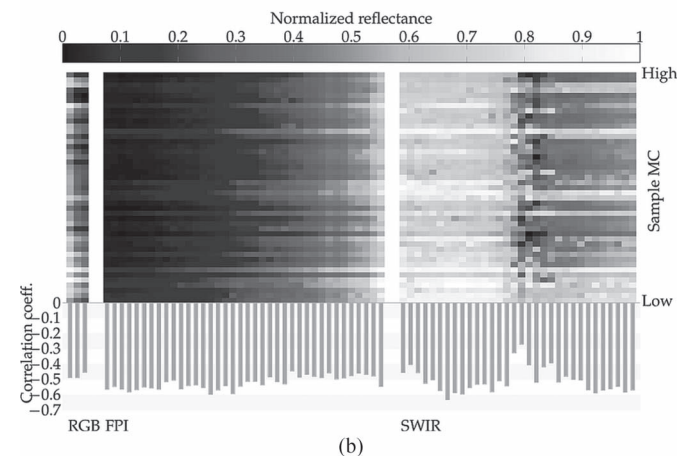 Normalized reflectance
0 0.1 0.2 0.3 0.4 0.5 0.6 0.7 0.8 0.9 1
High
Sample MC
Low
Correlation coeff.
0
−0.1
−0.2
−0.3
−0.4
−0.5
−0.6
−0.7
RGB FPI SWIR
(b)